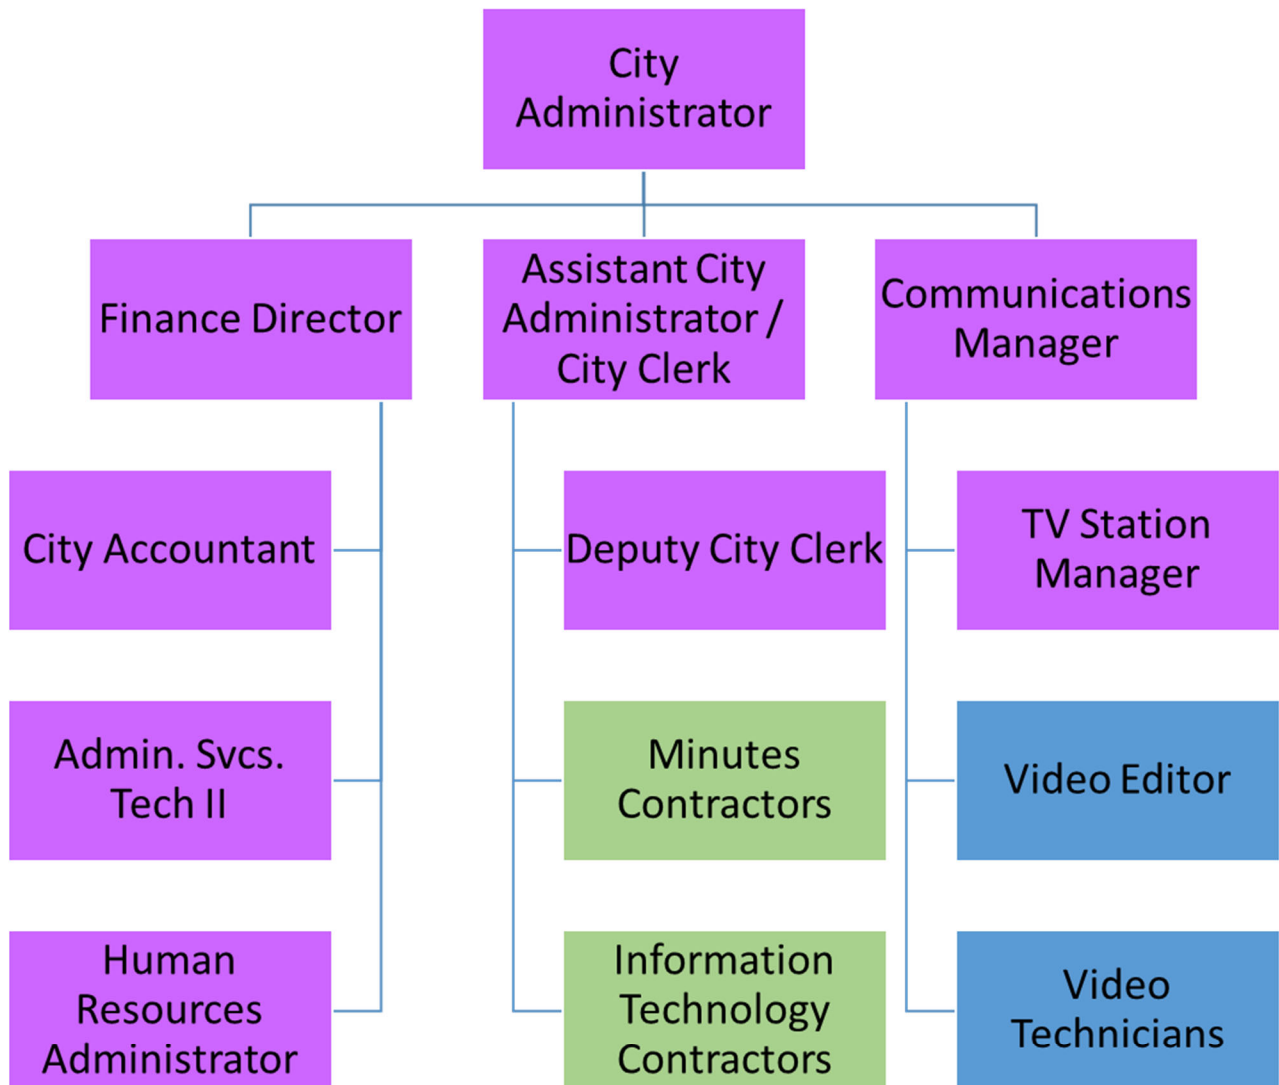 City
Administrator
Finance Director
Assistant City
Administrator /
City Clerk
Communications
Manager
City Accountant
Deputy City Clerk
TV Station
Manager
Admin. Svcs.
Tech II
Minutes
Contractors
Video Editor
Human
Resources
Administrator
Information
Technology
Contractors
Video
Technicians